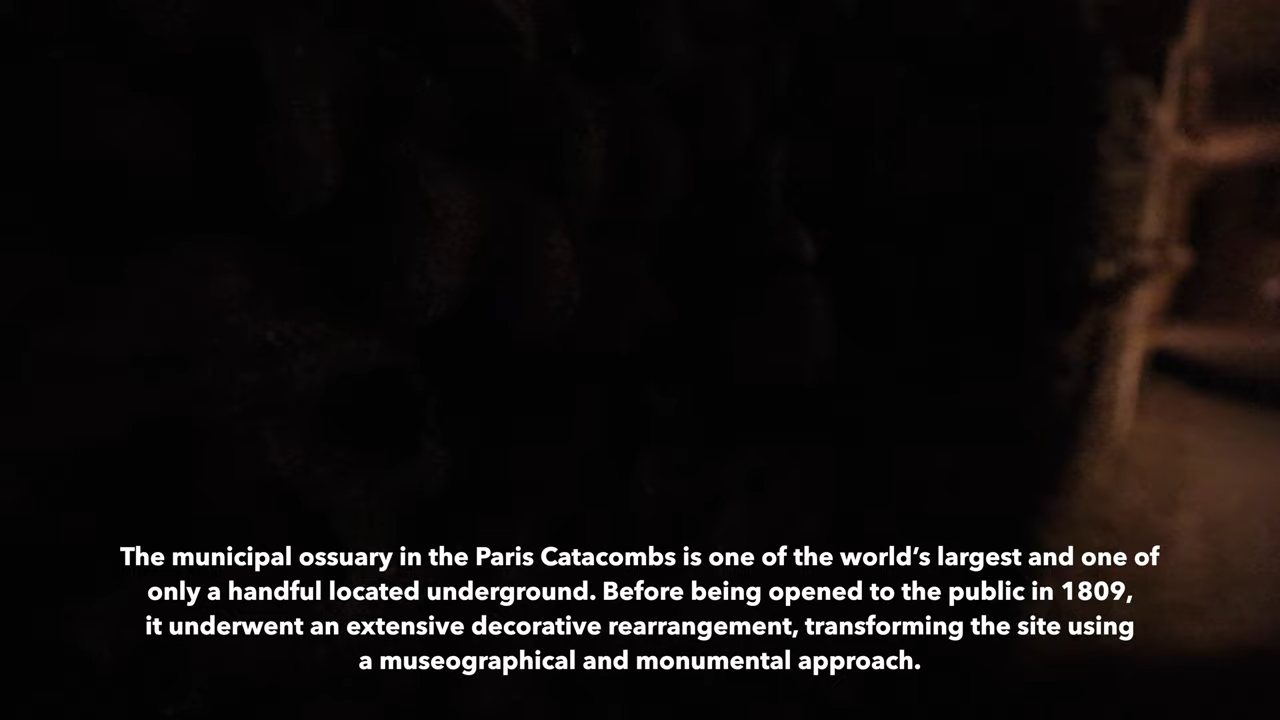 The municipal ossuary in the Paris Catacombs is one of the world’s largest and one of
only a handful located underground. Before being opened to the public in 1809,
it underwent an extensive decorative rearrangement, transforming the site using
a museographical and monumental approach.